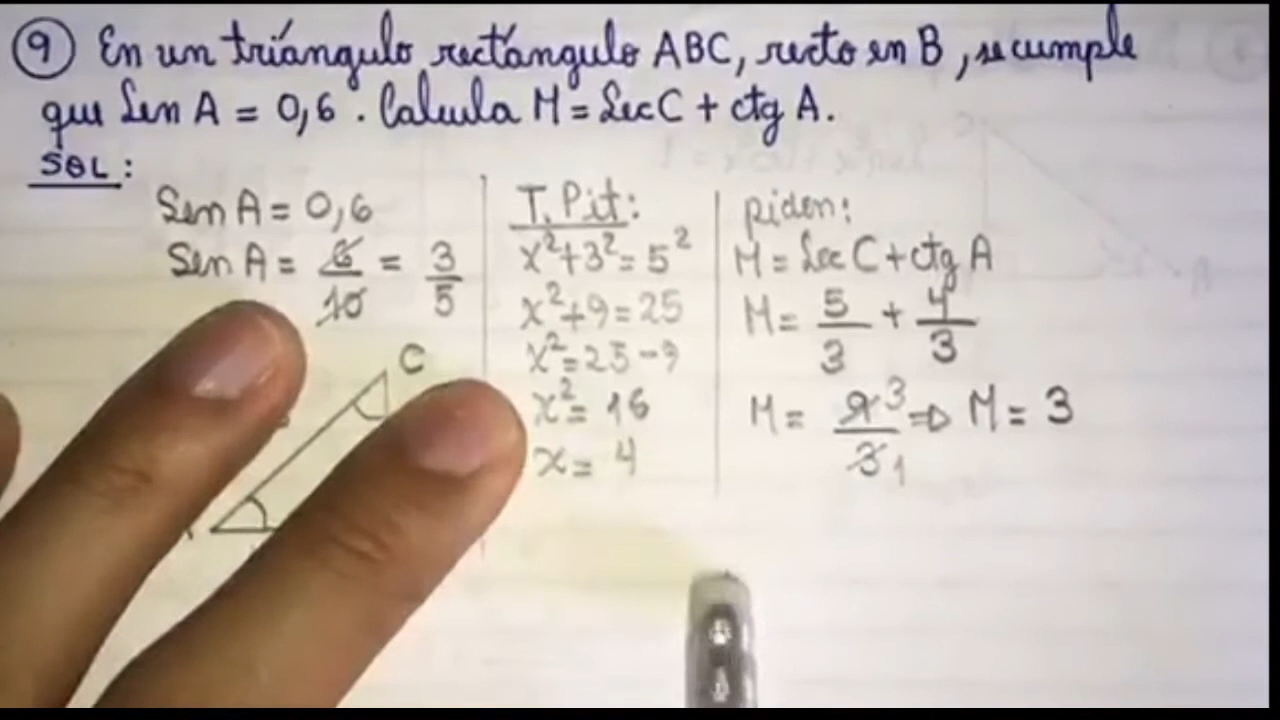 9 En un triángulo rectángulo ABC, recto en B, se cumple
que Sen A = 0,6. Calcula M = Sec C + ctg A.
SOL:
Sen A = 0,6
Sen A = 6/10 = 3/5
C
T. Pit:
x²+3²=5²
x²+9=25
x²=25-9
x²=16
x=4
piden:
M=Sec C+ctg A
M=5/3+4/3
M=9 3/3 1 ⇒ M=3